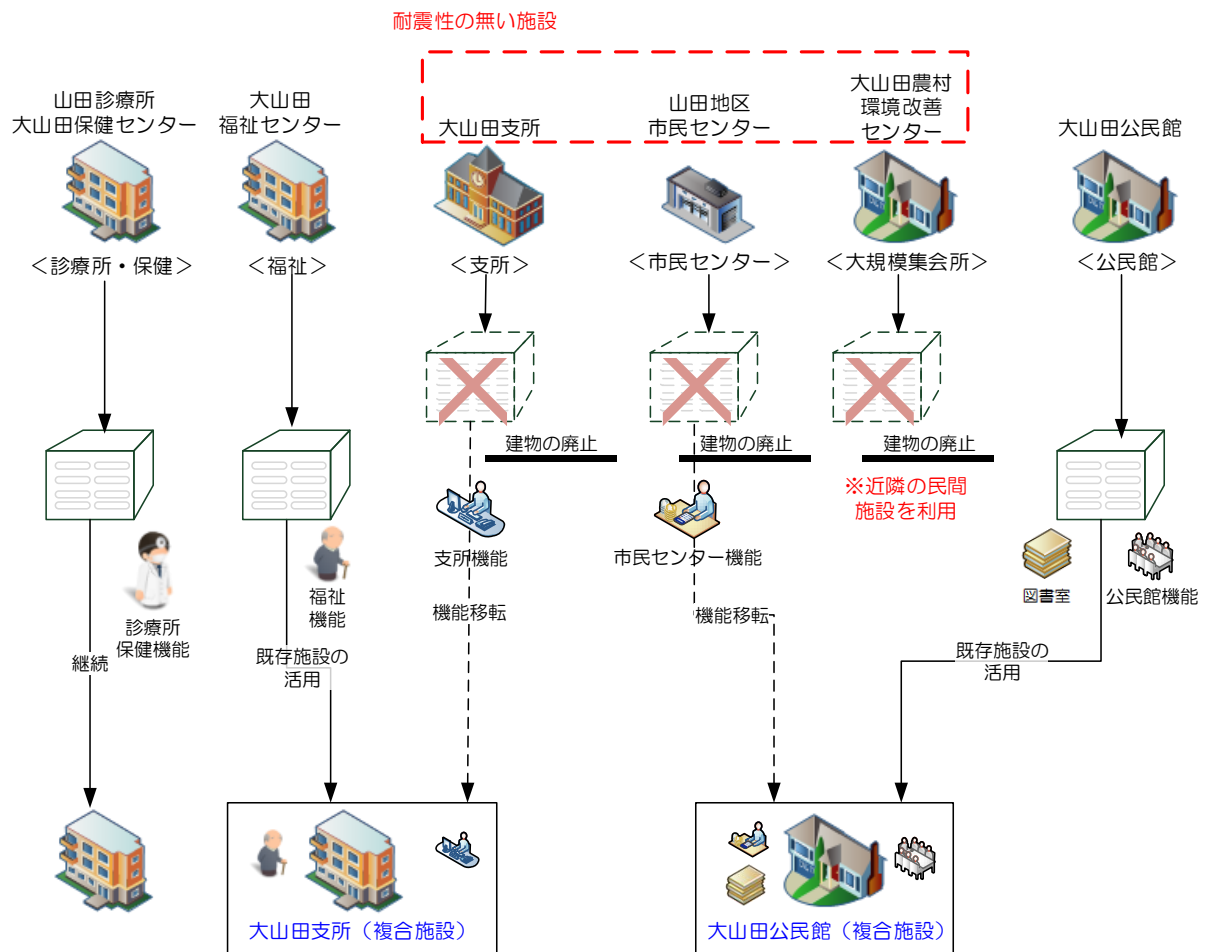 耐震性の無い施設
山田診療所
大山田保健センター
大山田
福祉センター
大山田支所
山田地区
市民センター
大山田農村
環境改善
センター
大山田公民館
＜診療所・保健＞
＜福祉＞
＜支所＞
＜市民センター＞
＜大規模集会所＞
＜公民館＞
建物の廃止
建物の廃止
建物の廃止
※近隣の民間
施設を利用
診療所
保健機能
福祉
機能
支所機能
市民センター機能
図書室
公民館機能
継続
既存施設の
活用
機能移転
機能移転
既存施設の
活用
大山田支所（複合施設）
大山田公民館（複合施設）